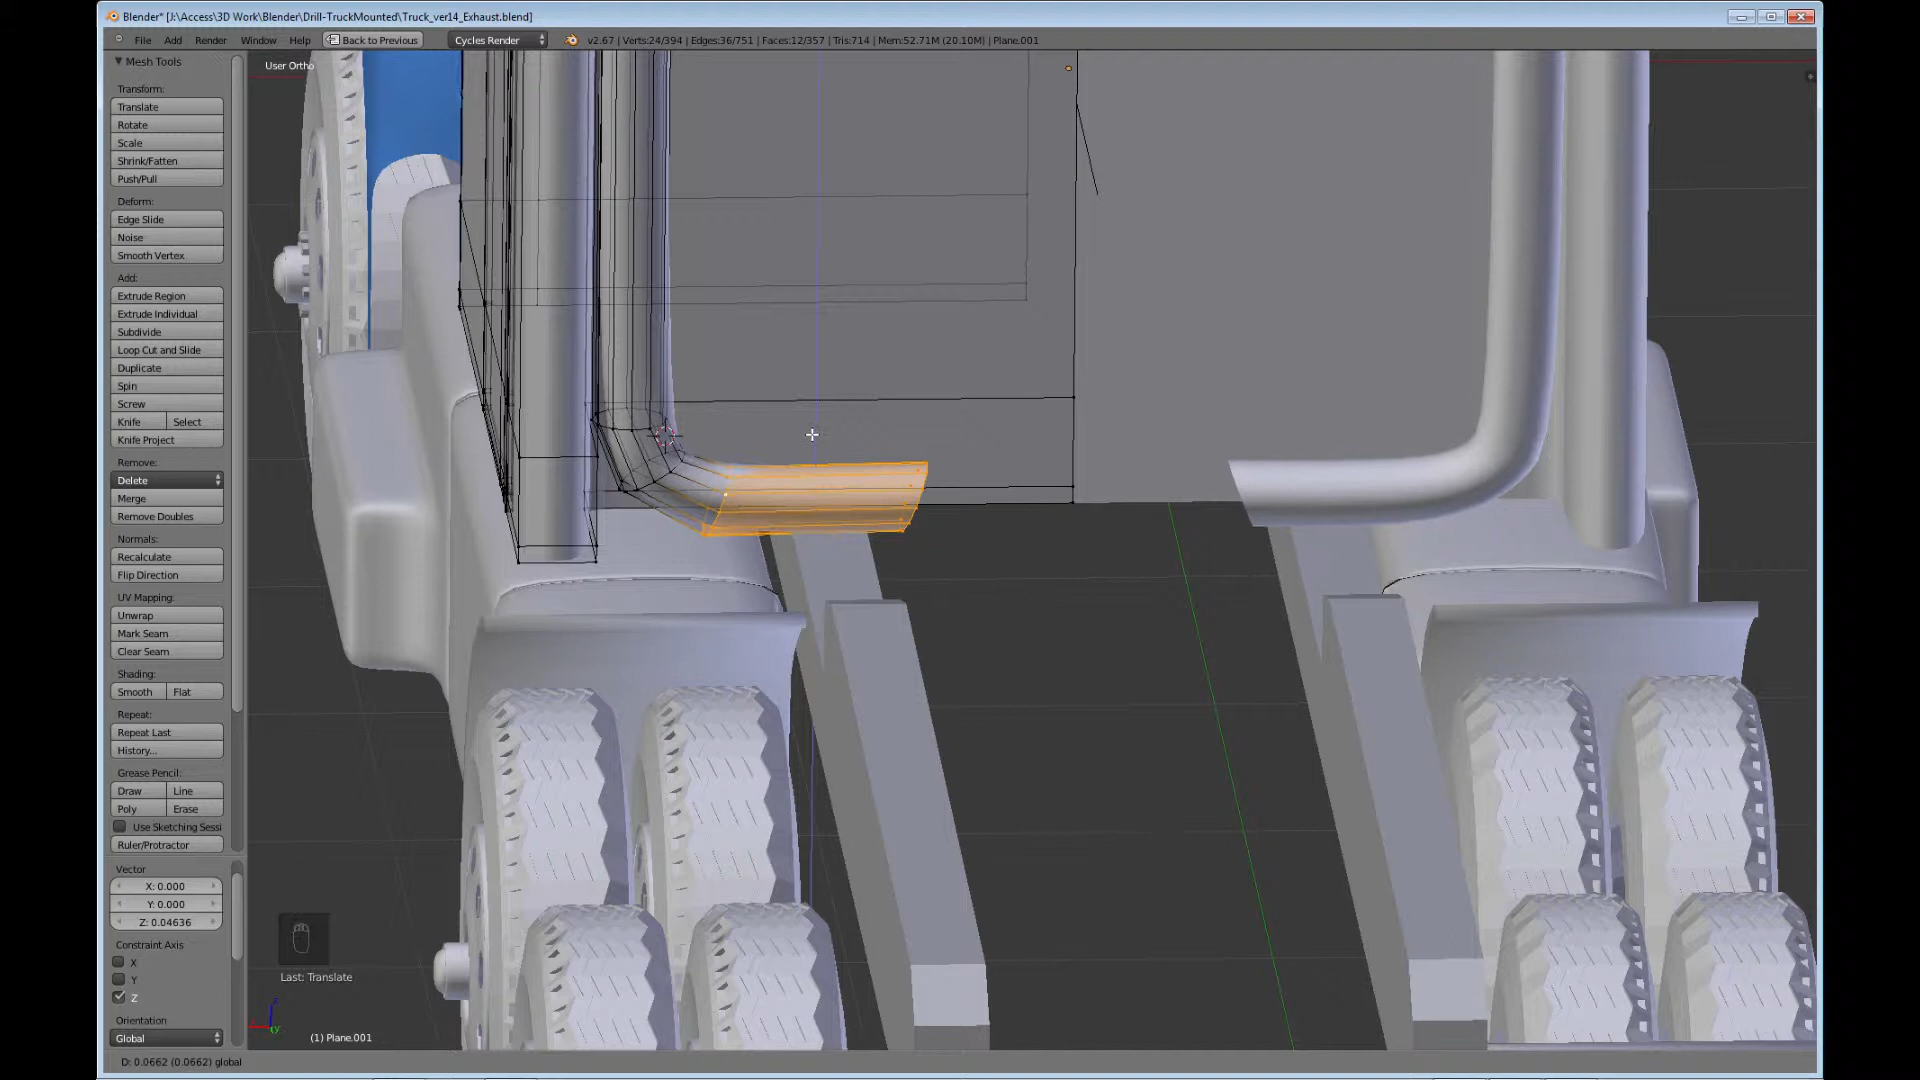 Blender* [J:\Access\3D Work\Blender\Drill-TruckMounted\Truck_ver14_Exhaust.blend]
File Add Render Window Help Back to Previous Cycles Render v2.67 | Verts:24/394 | Edges:36/751 | Faces:12/357 | Tris:714 | Mem:52.71M (20.10M) | Plane.001
Mesh Tools
User Ortho
Transform:
Translate
Rotate
Scale
Shrink/Fatten
Push/Pull
Deform:
Edge Slide
Noise
Smooth Vertex
Add:
Extrude Region
Extrude Individual
Subdivide
Loop Cut and Slide
Duplicate
Spin
Screw
Knife Select
Knife Project
Remove:
Delete
Merge
Remove Doubles
Normals:
Recalculate
Flip Direction
UV Mapping:
Unwrap
Mark Seam
Clear Seam
Shading:
Smooth Flat
Repeat:
Repeat Last
History...
Grease Pencil:
Draw Line
Poly Erase
Use Sketching Sessi
Ruler/Protractor
Vector
X: 0.000
Y: 0.000
Z: 0.04636
Constraint Axis
X
Y
Z
Orientation
Global
Last: Translate
z
y
(1) Plane.001
D: 0.0662 (0.0662) global